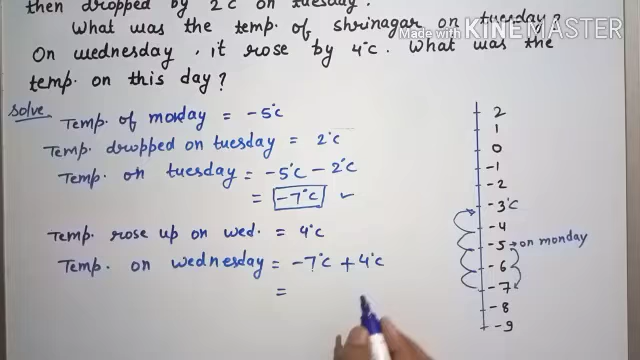 then dropped by 2°C on Tuesday.
What was the temp. of shrinagar on tuesday?
On wednesday, it rose by 4°C. What was the
temp. on this day?
Made with KINEMASTER
Solve
Temp. of monday = -5°C
Temp. dropped on tuesday = 2°C
Temp. on tuesday = -5°C - 2°C
= -7°C
Temp. rose up on wed. = 4°C
Temp. on wednesday = -7°C + 4°C
=
2
1
0
-1
-2
-3°C
-4
-5 → on monday
-6
-7
-8
-9